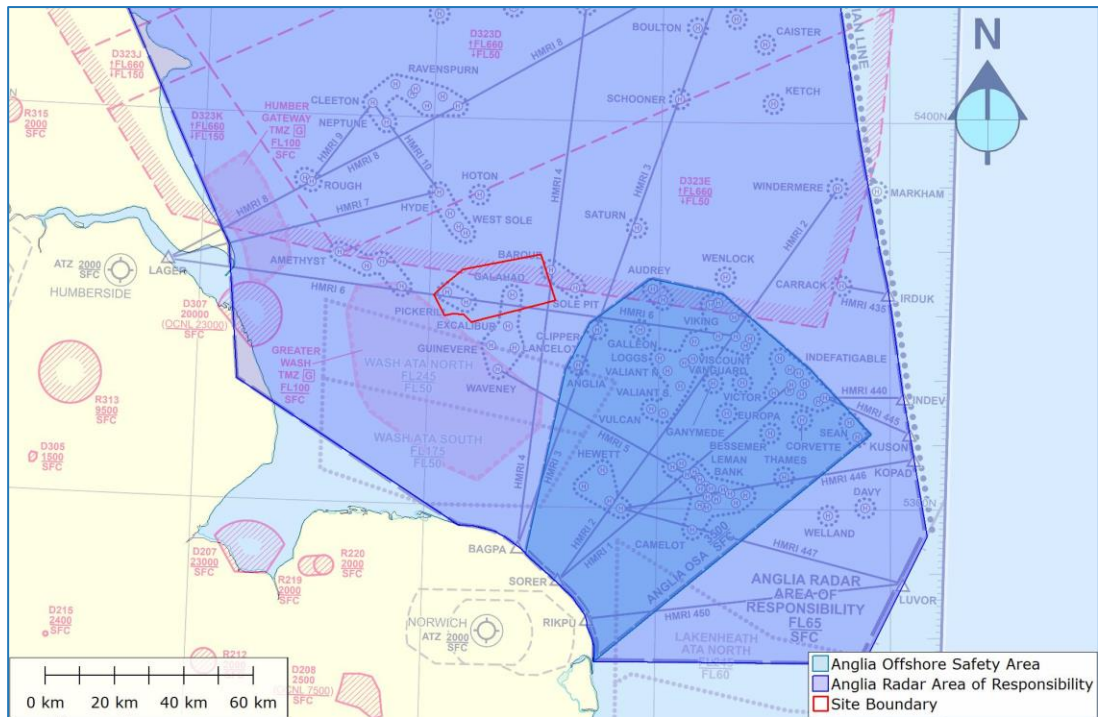 BOULTON
CAISTER
D323D
↑FL660
↓FL50
D323J
↑FL660
↓FL150
HMRI 8
IAN LINE
N
RAVENSPURN
CLEETON
SCHOONER
KETCH
R315
2000
SFC
D323K
↑FL660
↓FL150
HUMBER
GATEWAY
TMZ G
FL100
SFC
NEPTUNE
5400N
HMRI 9
HMRI 8
HMRI 10
HMRI 4
HMRI 3
ROUGH
HOTON
D323E
↑FL660
↓FL50
WINDERMERE
MARKHAM
HMRI 8
HMRI 7
HYDE
WEST SOLE
SATURN
HMRI 2
ATZ 2000
SFC
HUMBERSIDE
LAGER
AMETHYST
BARQUE
GALAHAD
AUDREY
WENLOCK
CARRACK
HMRI 435
IRDUK
D307
20000
(OCNL 23000)
SFC
HMRI 6
PICKERILL
SOLE PIT
HMRI 6
VIKING
EXCALIBUR
CLIPPER
GALLEON
GUINEVERE
LANCELOT
LOGGS
VISCOUNT
INDEFATIGABLE
GREATER
WASH
TMZ G
FL100
SFC
WASH ATA NORTH
FL245
FL50
WAVENEY
ANGLIA
VALIANT N.
VANGUARD
R313
9500
SFC
VALIANT S.
VICTOR
HMRI 440
INDEV
VULCAN
EUROPA
HMRI 445
D305
1500
SFC
WASH ATA SOUTH
FL175
FL50
GANYMEDE
SEAN
KUSON
HMRI 5
BESSEMER
CORVETTE
HEWETT
LEMAN
BANK
THAMES
HMRI 446
KOPAD
HMRI 4
HMRI 3
DAVY
5300N
WELLAND
D207
23000
SFC
R220
2000
SFC
HMRI 2
BAGPA
HMRI 1
CAMELOT
HMRI 447
R219
2000
SFC
SORER
ANGLIA OSA 3500
SFC
D215
2400
SFC
ANGLIA RADAR
AREA OF
RESPONSIBILITY
FL65
SFC
LUVOR
NORWICH
ATZ 2000
SFC
RIKPU
HMRI 450
R212
SFC
D208
2500
(OCNL 7500)
SFC
LAKENHEATH
ATA NORTH
FL60
0 km 20 km 40 km 60 km
Anglia Offshore Safety Area
Anglia Radar Area of Responsibility
Site Boundary